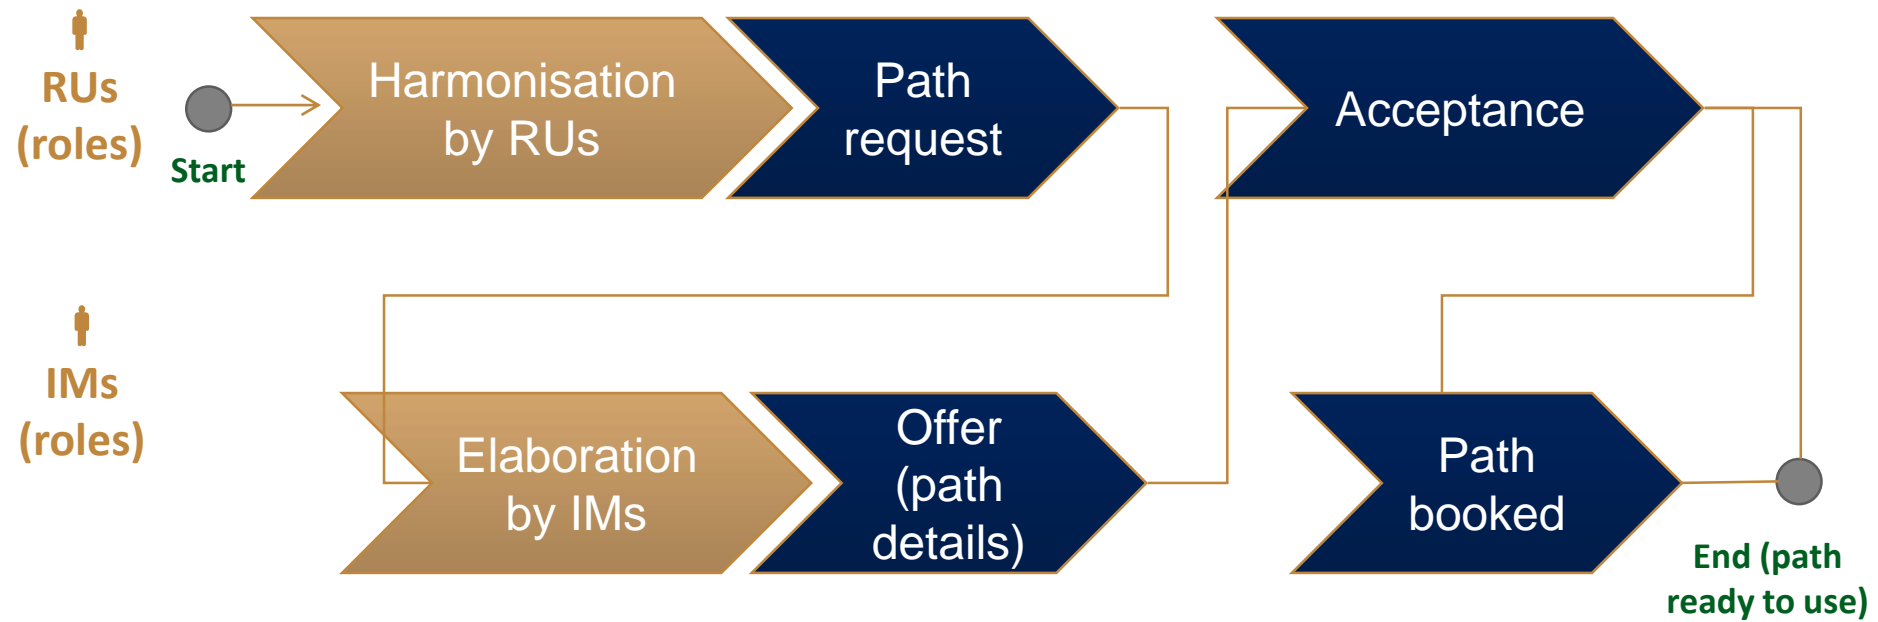 RUs
(roles)
Start
Harmonisation
by RUs
Path
request
Acceptance
IMs
(roles)
Elaboration
by IMs
Offer
(path
details)
Path
booked
End (path
ready to use)